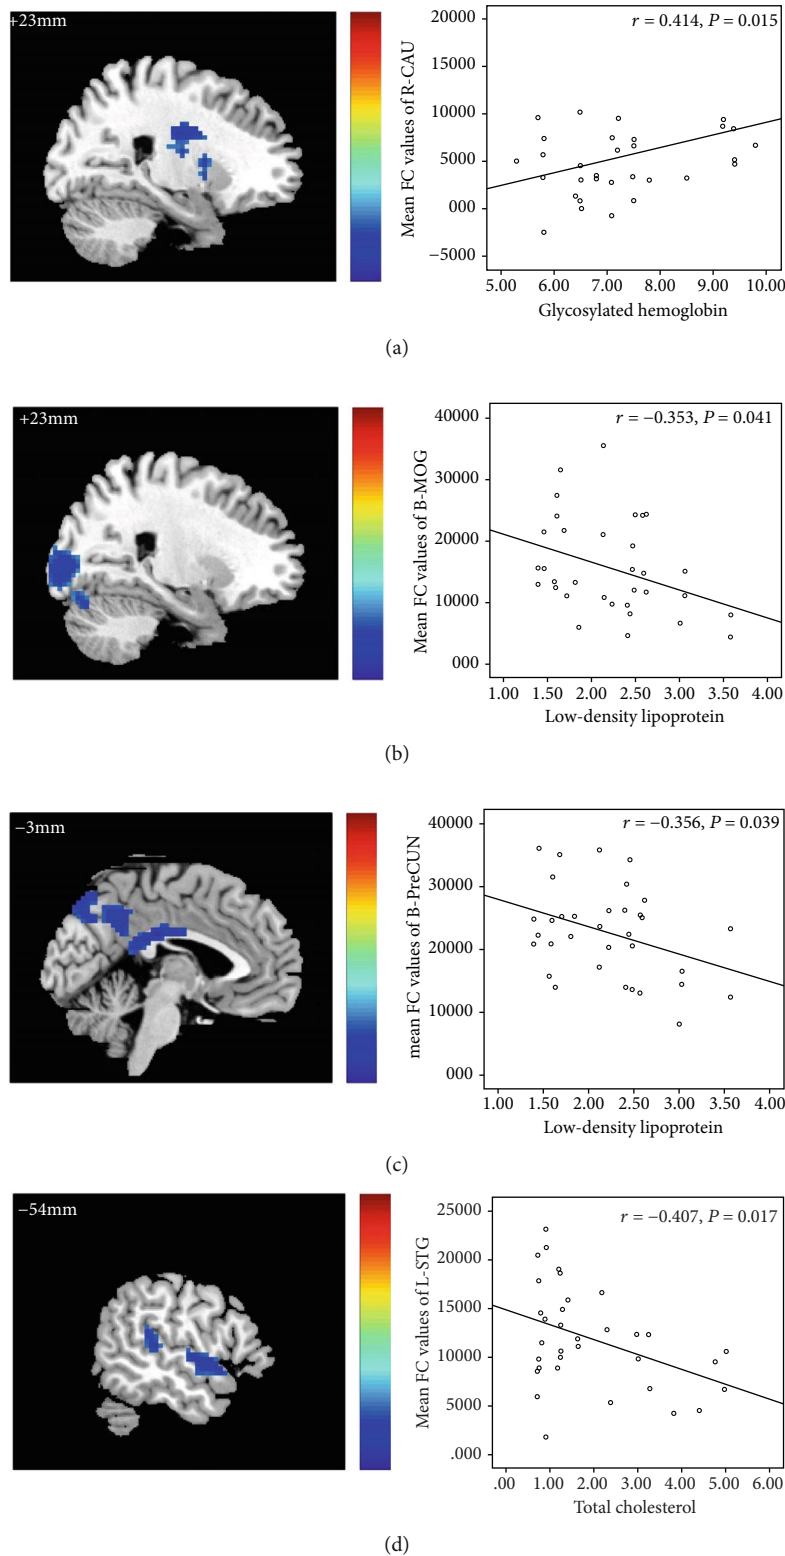 +23mm
Mean FC values of R-CAU
r = 0.414, P = 0.015
20000
15000
10000
5000
000
−5000
5.00 6.00 7.00 8.00 9.00 10.00
Glycosylated hemoglobin
(a)
+23mm
Mean FC values of B-MOG
r = −0.353, P = 0.041
40000
30000
20000
10000
000
1.00 1.50 2.00 2.50 3.00 3.50 4.00
Low-density lipoprotein
(b)
−3mm
mean FC values of B-PreCUN
r = −0.356, P = 0.039
40000
30000
20000
10000
000
1.00 1.50 2.00 2.50 3.00 3.50 4.00
Low-density lipoprotein
(c)
−54mm
Mean FC values of L-STG
r = −0.407, P = 0.017
25000
20000
15000
10000
5000
.000
.00 1.00 2.00 3.00 4.00 5.00 6.00
Total cholesterol
(d)